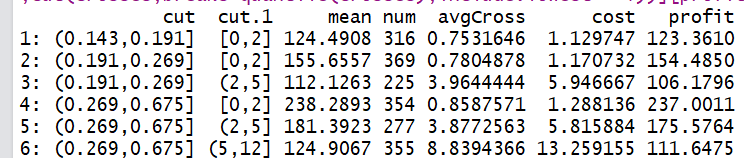 cut cut.1 mean num avgCross cost profit
1: (0.143,0.191] [0,2] 124.4908 316 0.7531646 1.129747 123.3610
2: (0.191,0.269] [0,2] 155.6557 369 0.7804878 1.170732 154.4850
3: (0.191,0.269] (2,5] 112.1263 225 3.9644444 5.946667 106.1796
4: (0.269,0.675] [0,2] 238.2893 354 0.8587571 1.288136 237.0011
5: (0.269,0.675] (2,5] 181.3923 277 3.8772563 5.815884 175.5764
6: (0.269,0.675] (5,12] 124.9067 355 8.8394366 13.259155 111.6475